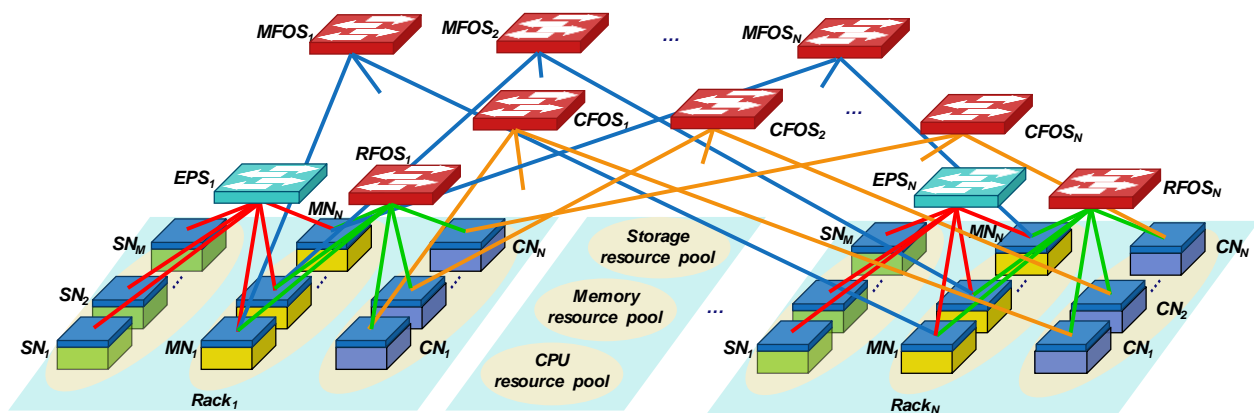 MFOS1
MFOS2
...
MFOSN
CFOS1
CFOS2
...
CFOSN
EPS1
RFOS1
EPSN
RFOSN
SNM
MNN
CNN
Storage
resource pool
SNM
MNN
CNN
SN2
...
...
...
Memory
resource pool
...
...
...
...
CN2
SN1
MN1
CN1
CPU
resource pool
SN1
MN1
CN1
Rack1
RackN